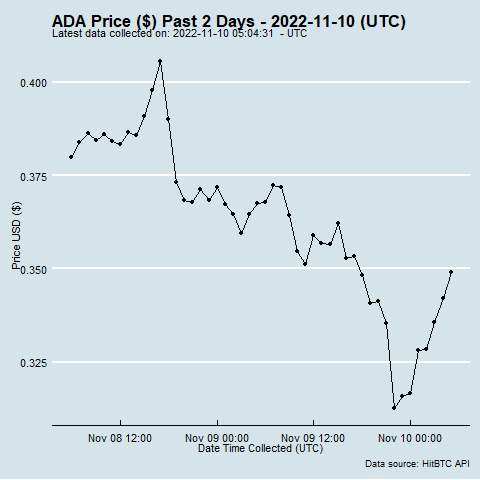 ADA Price ($) Past 2 Days - 2022-11-10 (UTC)
Latest data collected on: 2022-11-10 05:04:31  - UTC
0.400
0.375
0.350
0.325
Price USD ($)
Nov 08 12:00
Nov 09 00:00
Nov 09 12:00
Nov 10 00:00
Date Time Collected (UTC)
Data source: HitBTC API